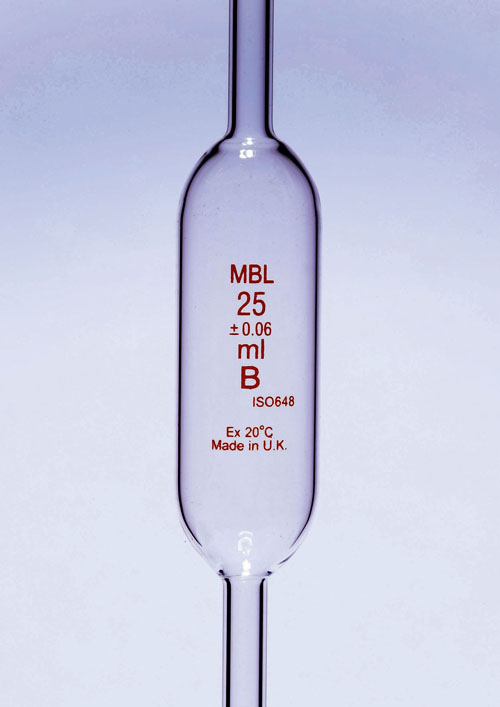 MBL
25
± 0.06
ml
B
ISO648
Ex 20°C
Made in U.K.